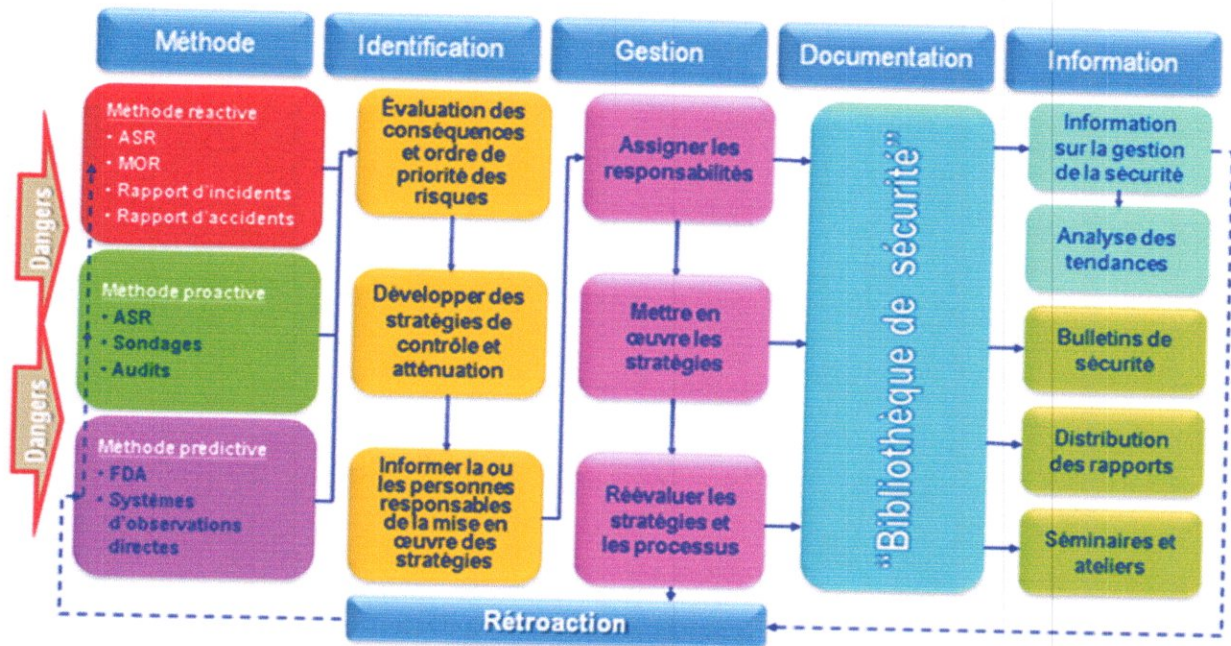 Méthode
Identification
Gestion
Documentation
Information
Dangers
Dangers
Méthode réactive
• ASR
• MOR
• Rapport d'incidents
• Rapport d'accidents
Méthode proactive
• ASR
• Sondages
• Audits
Méthode prédictive
• FDA
• Systèmes
d'observations
directes
Évaluation des
conséquences
et ordre de
priorité des
risques
Développer des
stratégies de
contrôle et
atténuation
Informer la ou
les personnes
responsables
de la mise en
œuvre des
stratégies
Assigner les
responsabilités
Mettre en
œuvre les
stratégies
Réévaluer les
stratégies et
les processus
“Bibliothèque de sécurité”
Information
sur la gestion
de la sécurité
Analyse des
tendances
Bulletins de
sécurité
Distribution
des rapports
Séminaires et
ateliers
Rétroaction